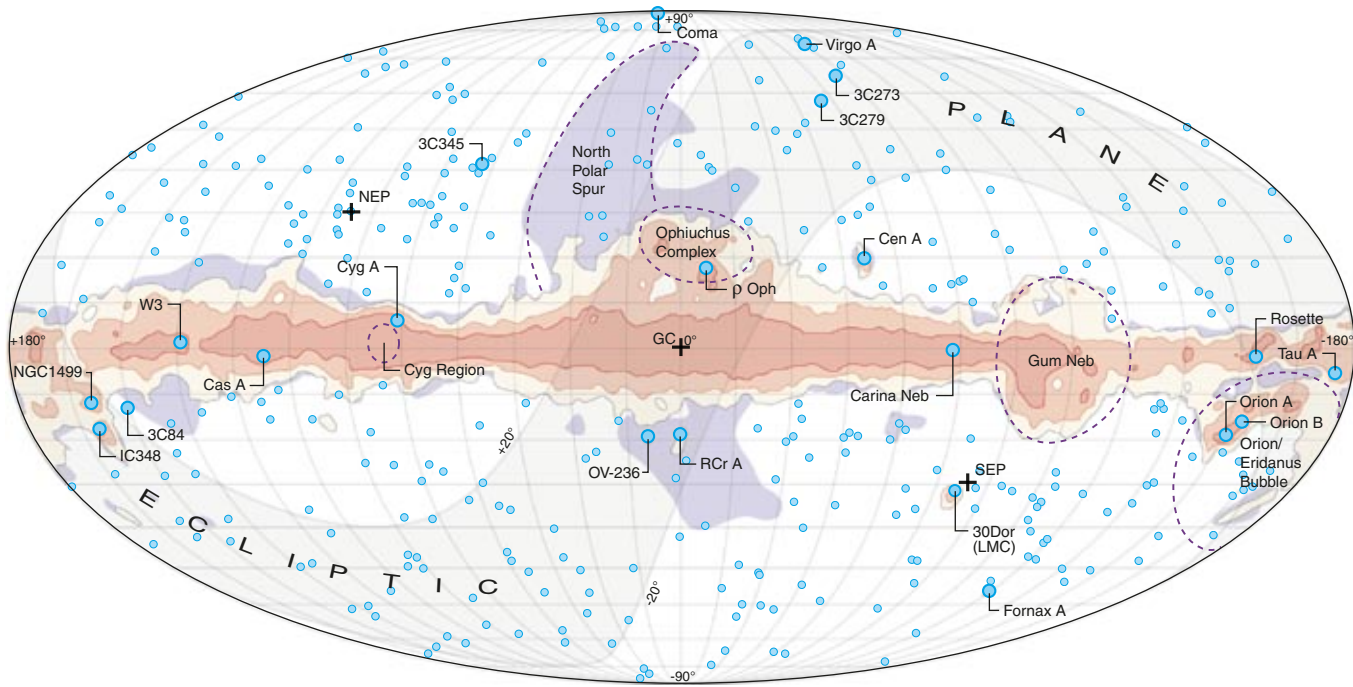 +90°
Coma
Virgo A
3C273
3C279
P L A N E
3C345
North
Polar
Spur
NEP
Ophiuchus
Complex
Cen A
Cyg A
ρ Oph
W3
Rosette
+180°
GC
0°
-180°
Tau A
NGC1499
Cas A
Cyg Region
Gum Neb
Carina Neb
Orion A
Orion B
3C84
IC348
+20°
OV-236
RCr A
Orion/
Eridanus
Bubble
SEP
E C L I P T I C
30Dor
(LMC)
-20°
Fornax A
-90°